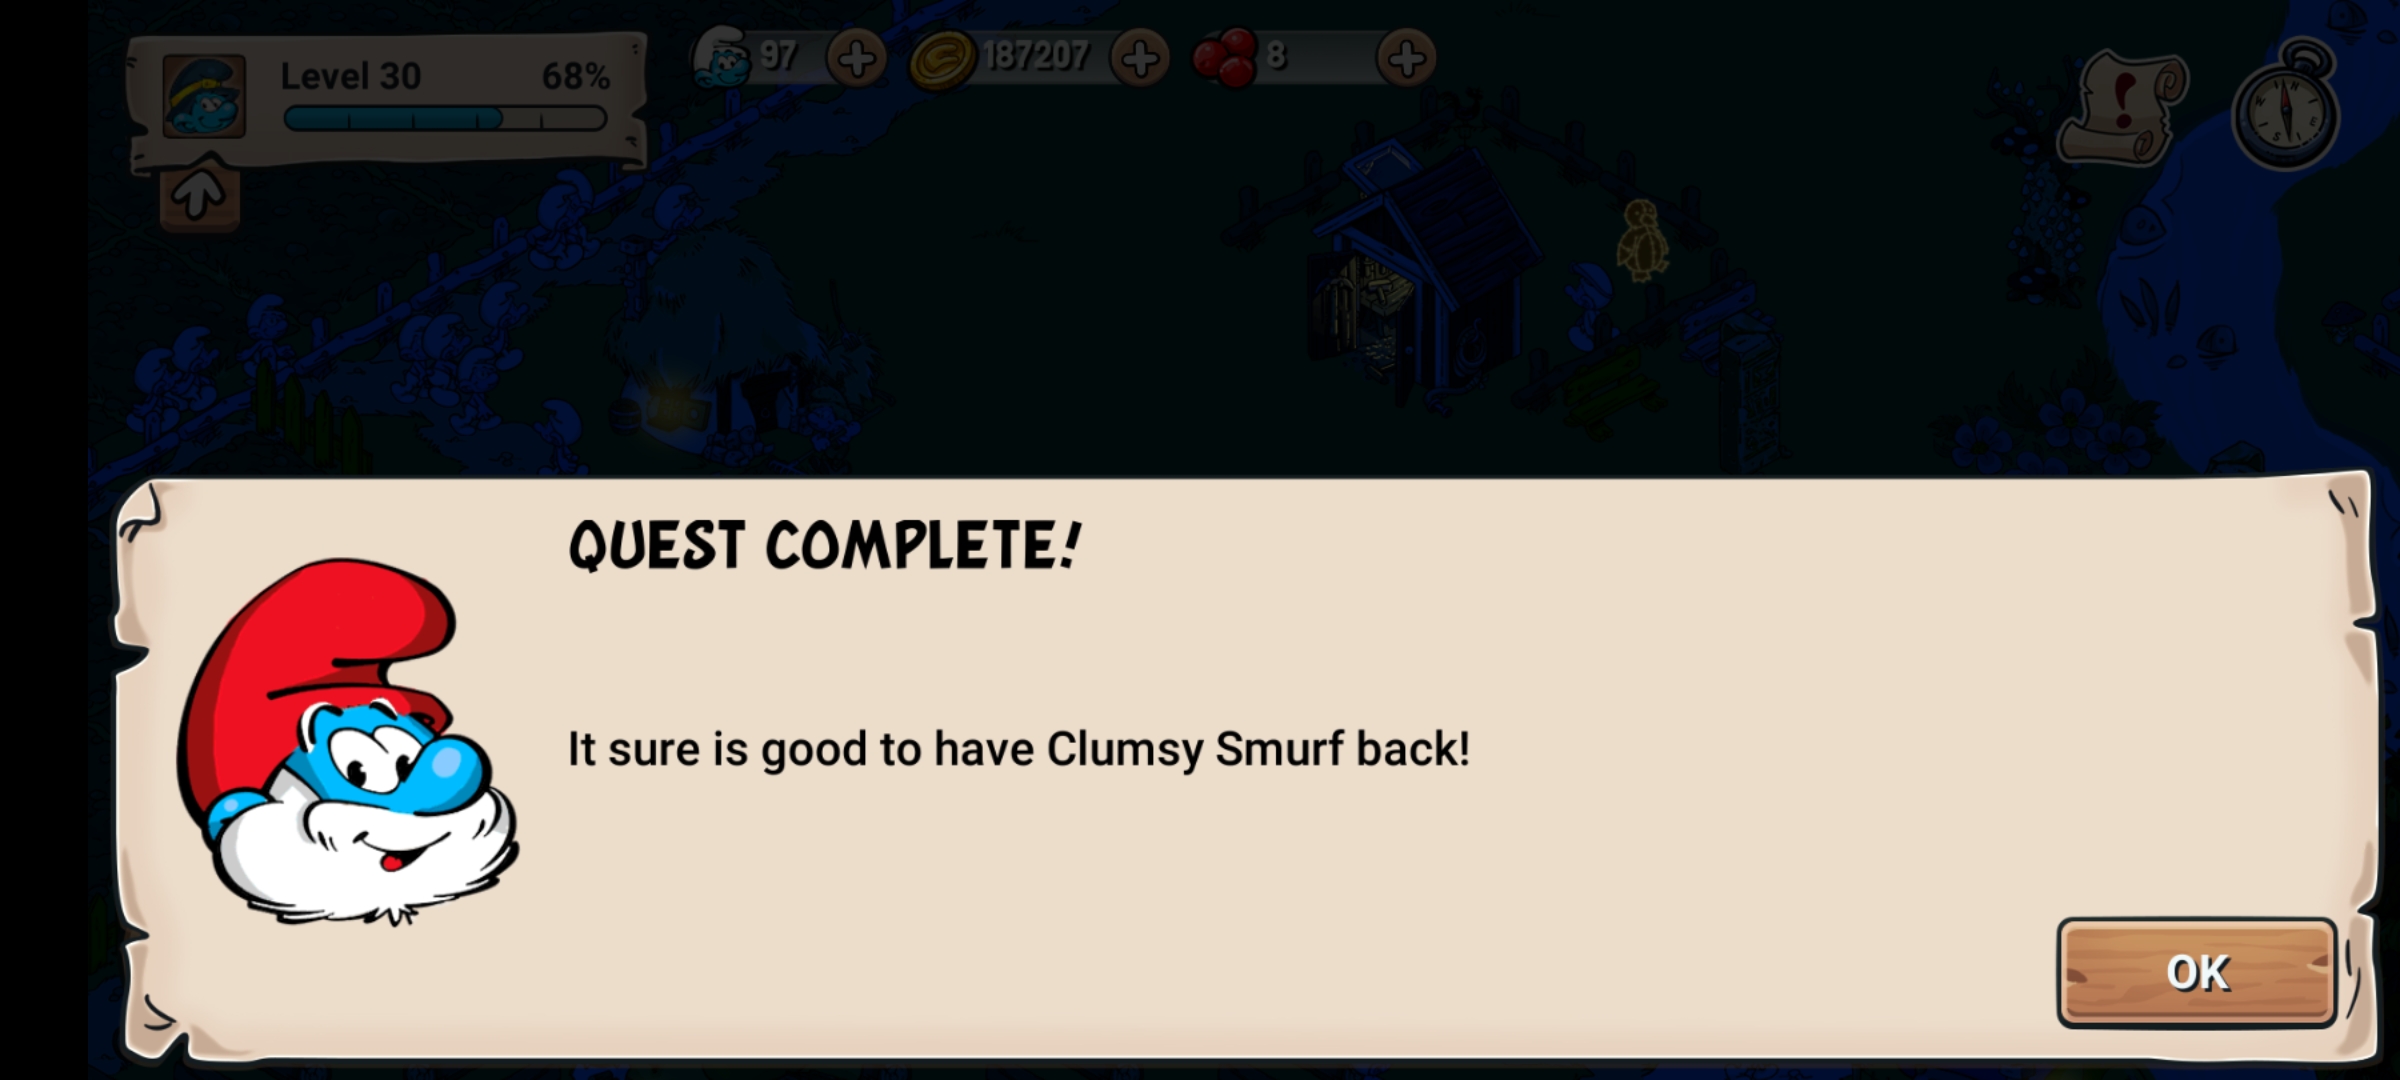 Level 30
68%
97
187207
8
QUEST COMPLETE!
It sure is good to have Clumsy Smurf back!
OK